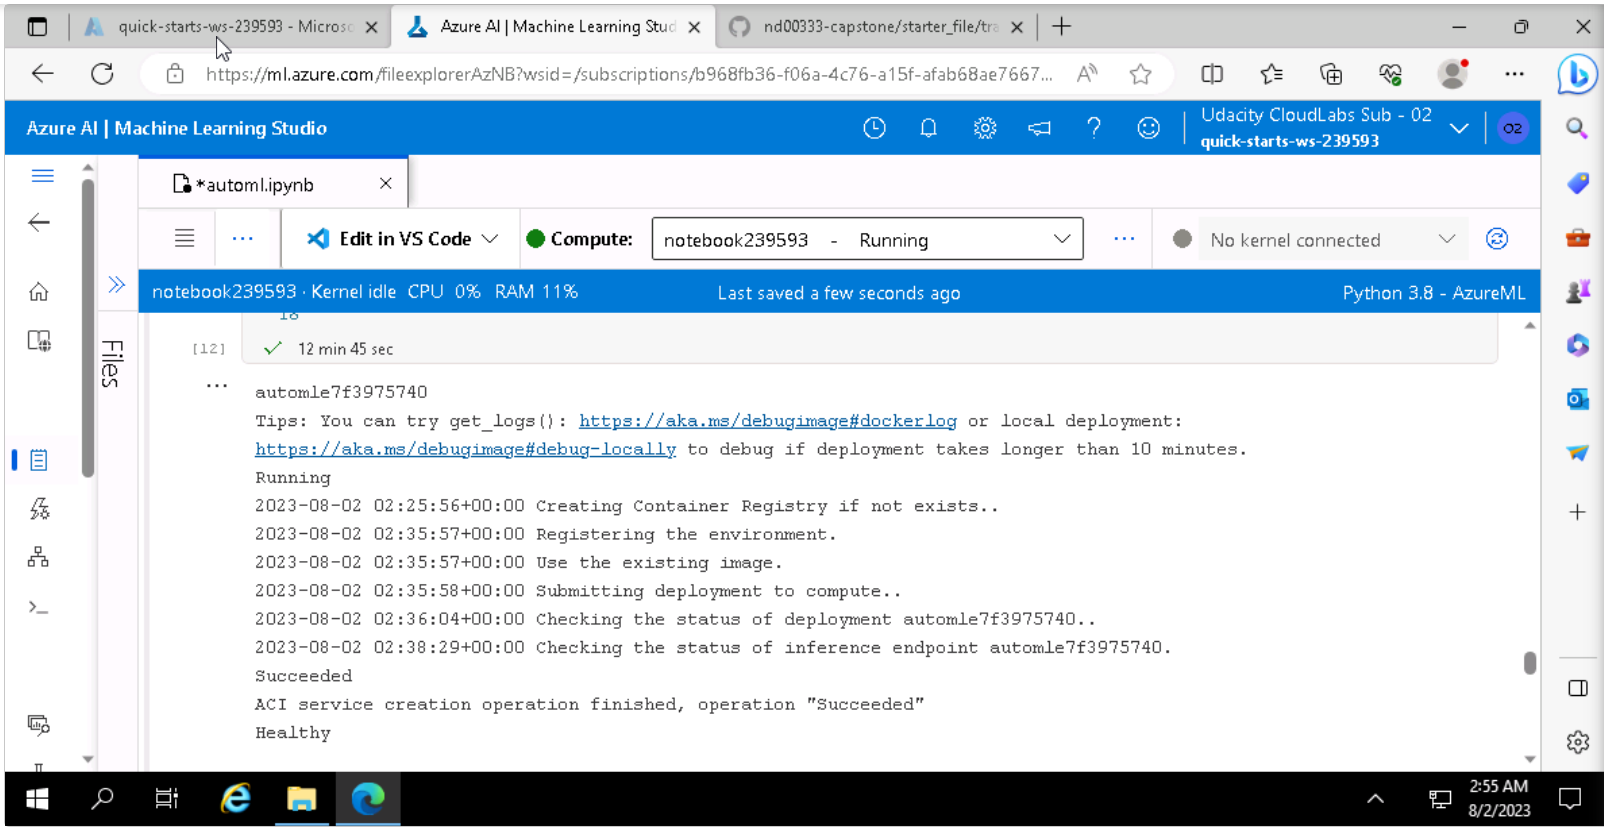 quick-starts-ws-239593 - Microso
Azure AI | Machine Learning Stud
nd00333-capstone/starter_file/tra
https://ml.azure.com/fileexplorerAzNB?wsid=/subscriptions/b968fb36-f06a-4c76-a15f-afab68ae7667...
Azure AI | Machine Learning Studio
Udacity CloudLabs Sub - 02
quick-starts-ws-239593
O2
*automl.ipynb
Edit in VS Code
Compute:
notebook239593 - Running
No kernel connected
notebook239593 · Kernel idle CPU 0% RAM 11%
Last saved a few seconds ago
Python 3.8 - AzureML
Files
18
[12]
12 min 45 sec
automle7f3975740
Tips: You can try get_logs(): https://aka.ms/debugimage#dockerlog or local deployment:
https://aka.ms/debugimage#debug-locally to debug if deployment takes longer than 10 minutes.
Running
2023-08-02 02:25:56+00:00 Creating Container Registry if not exists..
2023-08-02 02:35:57+00:00 Registering the environment.
2023-08-02 02:35:57+00:00 Use the existing image.
2023-08-02 02:35:58+00:00 Submitting deployment to compute..
2023-08-02 02:36:04+00:00 Checking the status of deployment automle7f3975740..
2023-08-02 02:38:29+00:00 Checking the status of inference endpoint automle7f3975740.
Succeeded
ACI service creation operation finished, operation "Succeeded"
Healthy
2:55 AM
8/2/2023